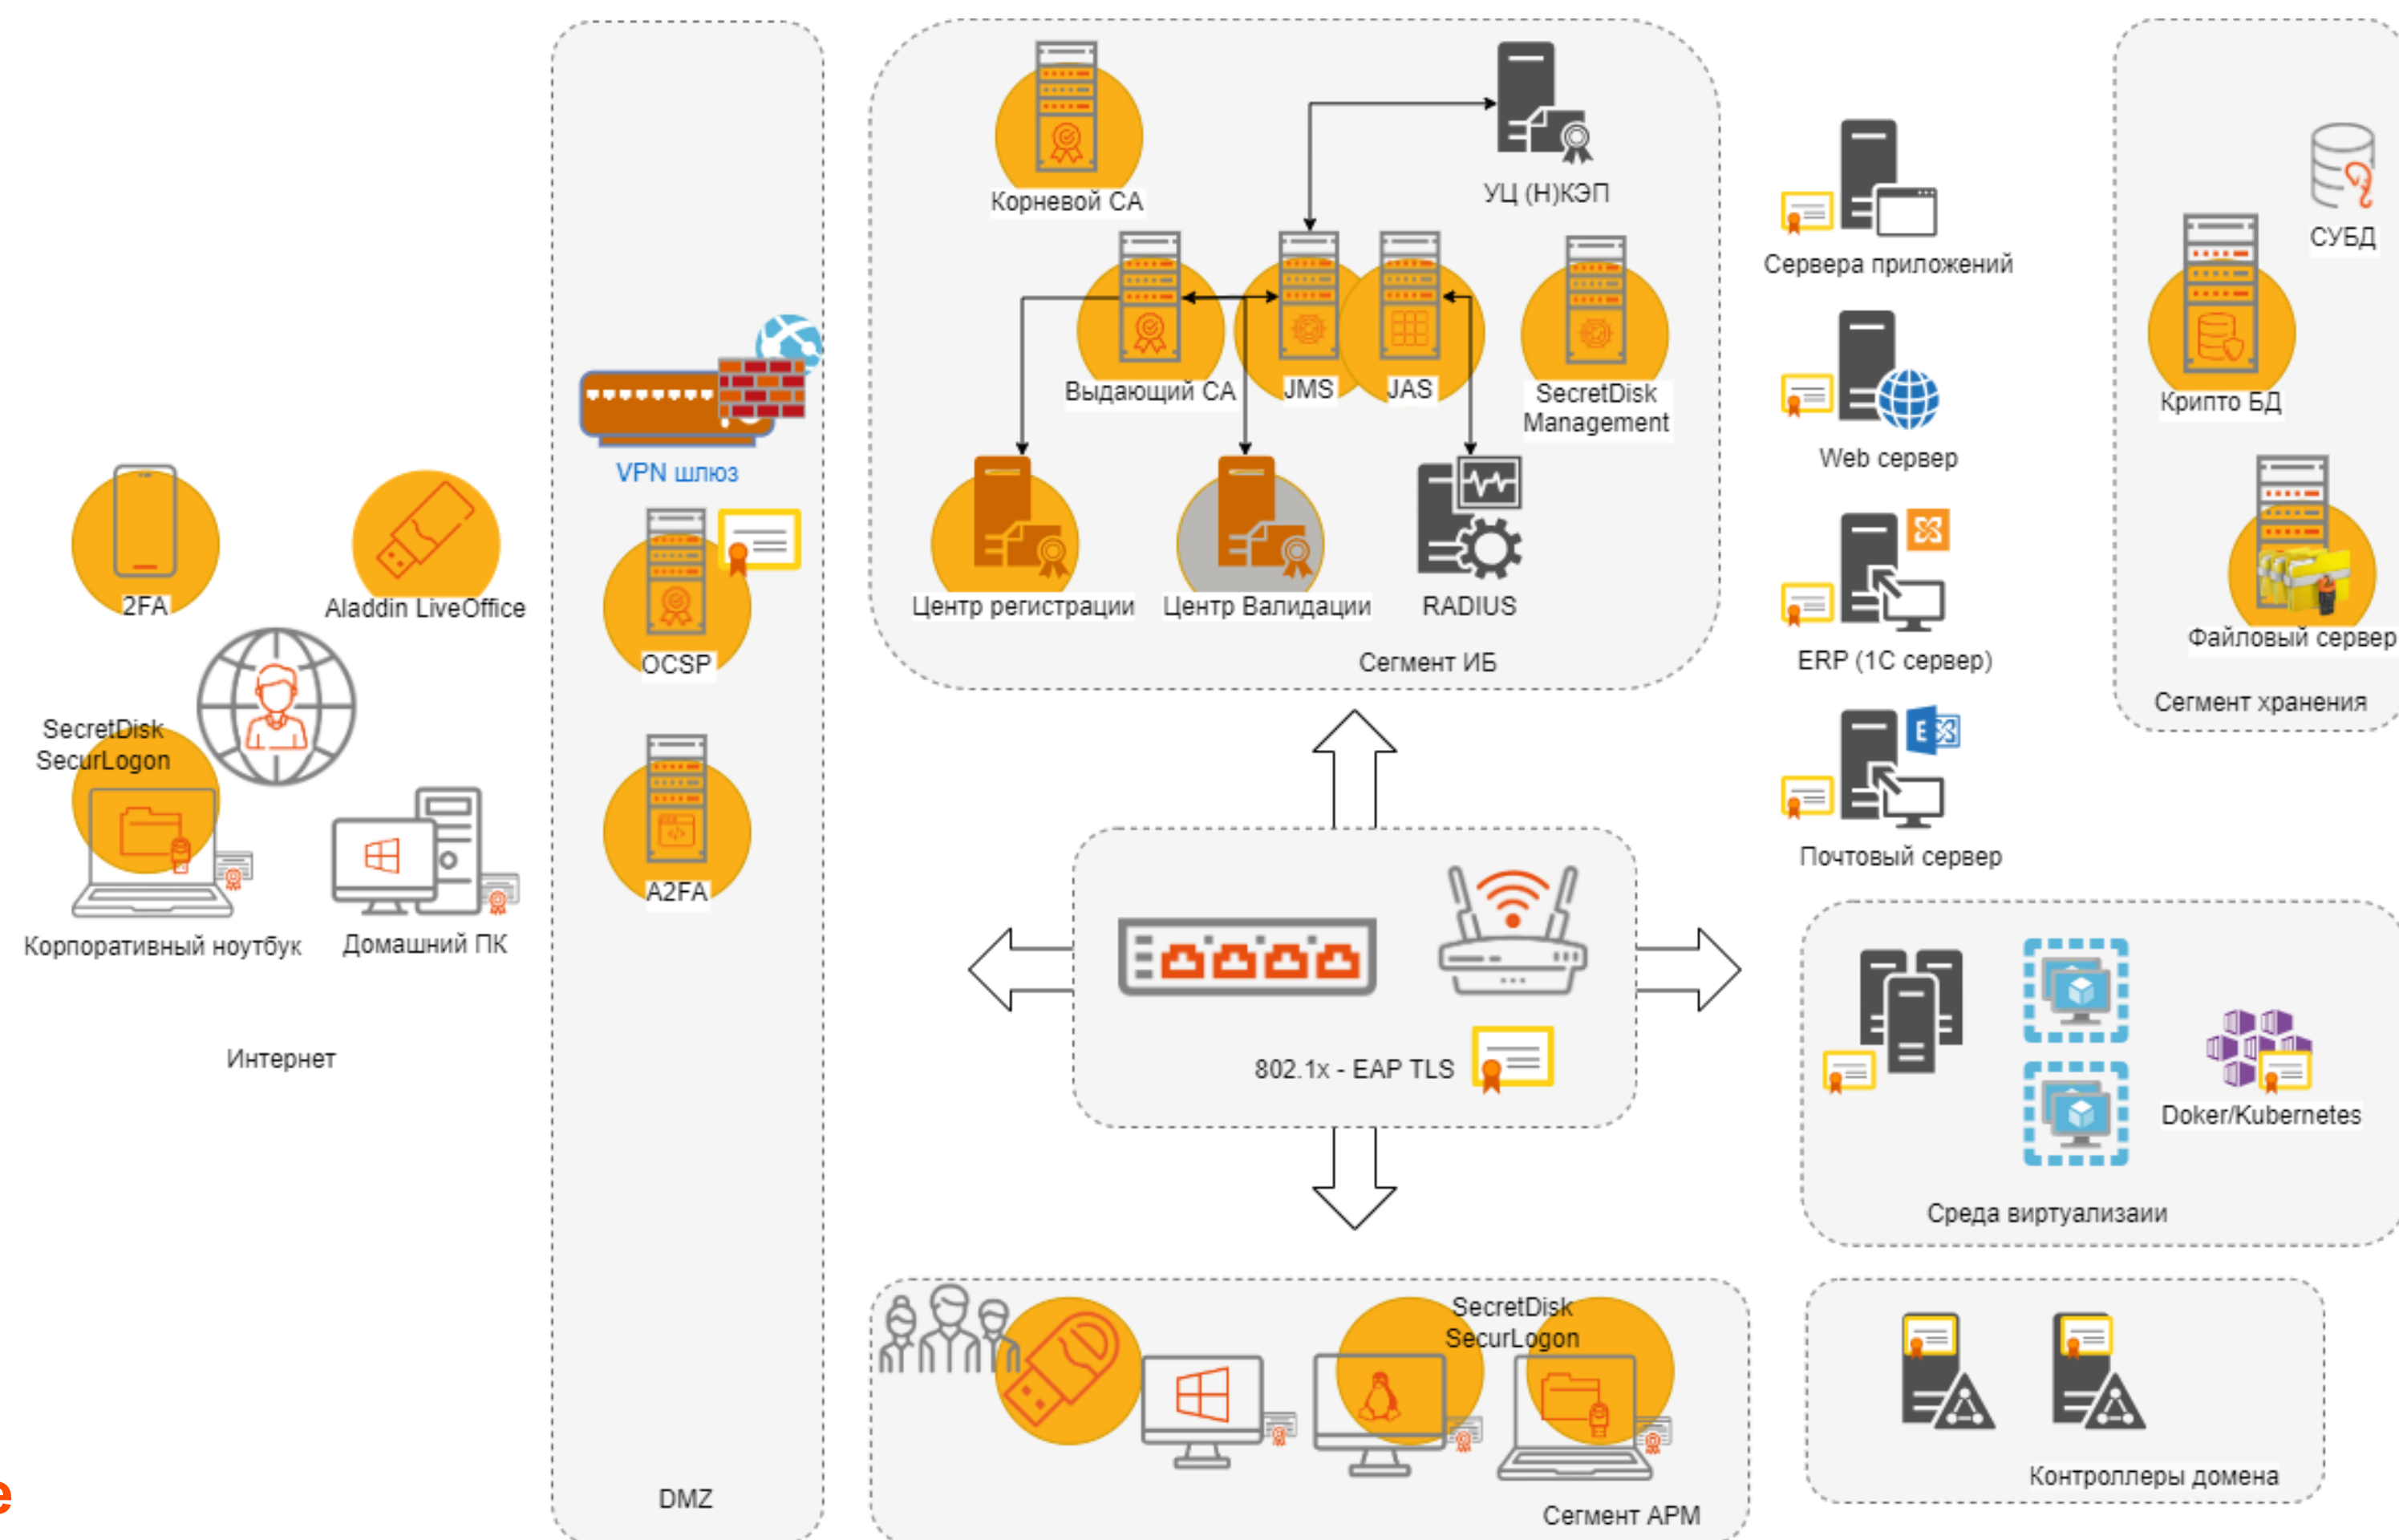 Корневой CA
УЦ (Н)КЭП
Выдающий CA
JMS
JAS
SecretDisk
Management
Центр регистрации
Центр Валидации
RADIUS
Сегмент ИБ
Сервера приложений
Web сервер
ERP (1С сервер)
Почтовый сервер
СУБД
Крипто БД
Файловый сервер
Сегмент хранения
VPN шлюз
OCSP
A2FA
DMZ
2FA
Aladdin LiveOffice
SecretDisk
SecurLogon
Корпоративный ноутбук
Домашний ПК
Интернет
802.1x - EAP TLS
Doker/Kubernetes
Среда виртуализаии
SecretDisk
SecurLogon
Сегмент АРМ
Контроллеры домена
e